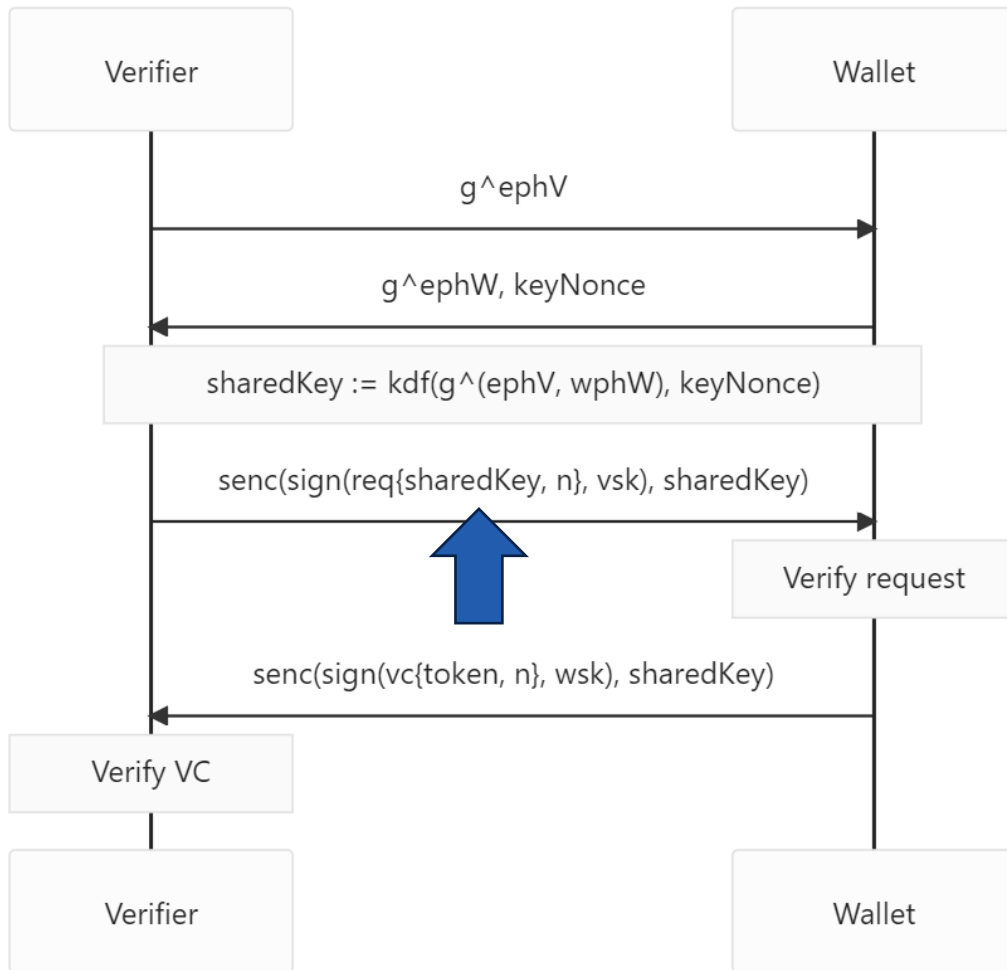 Verifier
Wallet
g^ephV
g^ephW, keyNonce
sharedKey := kdf(g^(ephV, wphW), keyNonce)
senc(sign(req{sharedKey, n}, vsk), sharedKey)
Verify request
senc(sign(vc{token, n}, wsk), sharedKey)
Verify VC
Verifier
Wallet